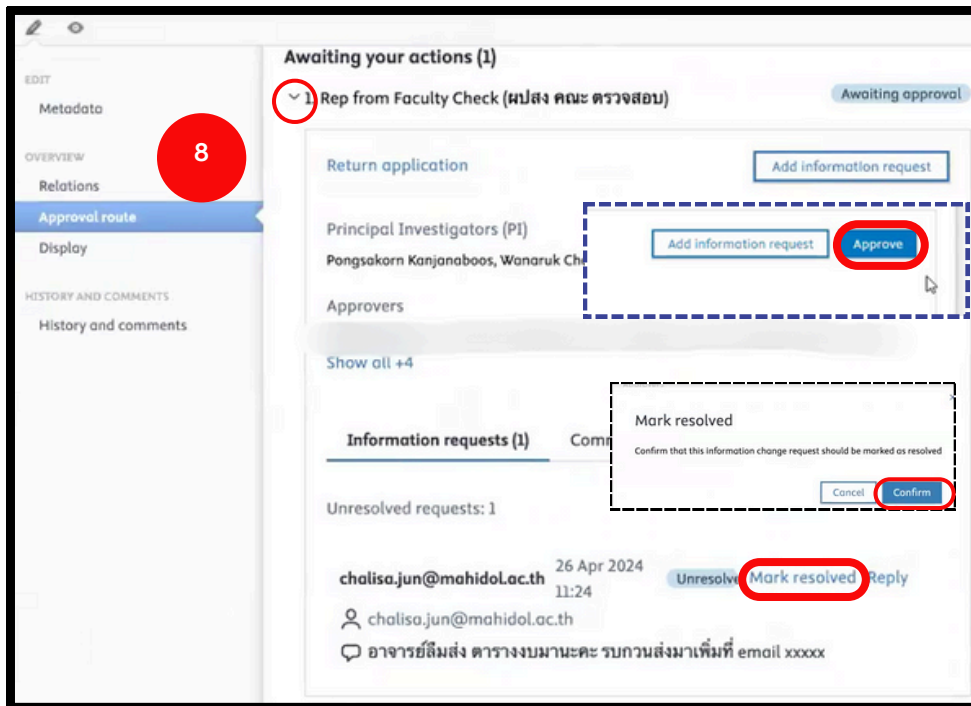 Awaiting your actions (1)
EDIT
Metadata
1. Rep from Faculty Check (ผปสง คณะ ตรวจสอบ)
Awaiting approval
OVERVIEW
8
Relations
Approval route
Display
HISTORY AND COMMENTS
History and comments
Return application
Add information request
Principal Investigators (PI)
Pongsakorn Kanjanaboos, Wanaruk
Add information request
Approve
Approvers
Show all +4
Information requests (1)
Mark resolved
Confirm that this information change request should be marked as resolved
Cancel
Confirm
Unresolved requests: 1
chalisa.jun@mahidol.ac.th
26 Apr 2024
11:24
Unresolve
Mark resolved
Reply
chalisa.jun@mahidol.ac.th
อาจารย์ลืมส่ง ตารางงบมานะคะ รบกวนส่งมาเพิ่มที่ email xxxxx